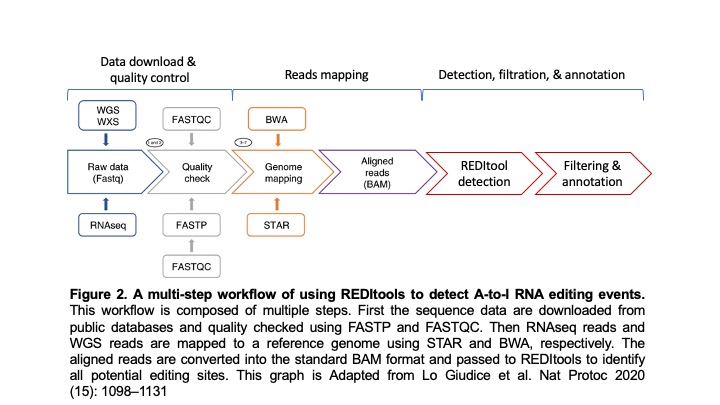 Data download &
quality control
Reads mapping
Detection, filtration, & annotation
WGS
WXS
FASTQC
BWA
1 and 2
3–7
Raw data
(Fastq)
Quality
check
Genome
mapping
Aligned
reads
(BAM)
REDItool
detection
Filtering &
annotation
RNAseq
FASTP
STAR
FASTQC
Figure 2. A multi-step workflow of using REDItools to detect A-to-I RNA editing events.
This workflow is composed of multiple steps. First the sequence data are downloaded from
public databases and quality checked using FASTP and FASTQC. Then RNAseq reads and
WGS reads are mapped to a reference genome using STAR and BWA, respectively. The
aligned reads are converted into the standard BAM format and passed to REDItools to identify
all potential editing sites. This graph is Adapted from Lo Giudice et al. Nat Protoc 2020
(15): 1098–1131